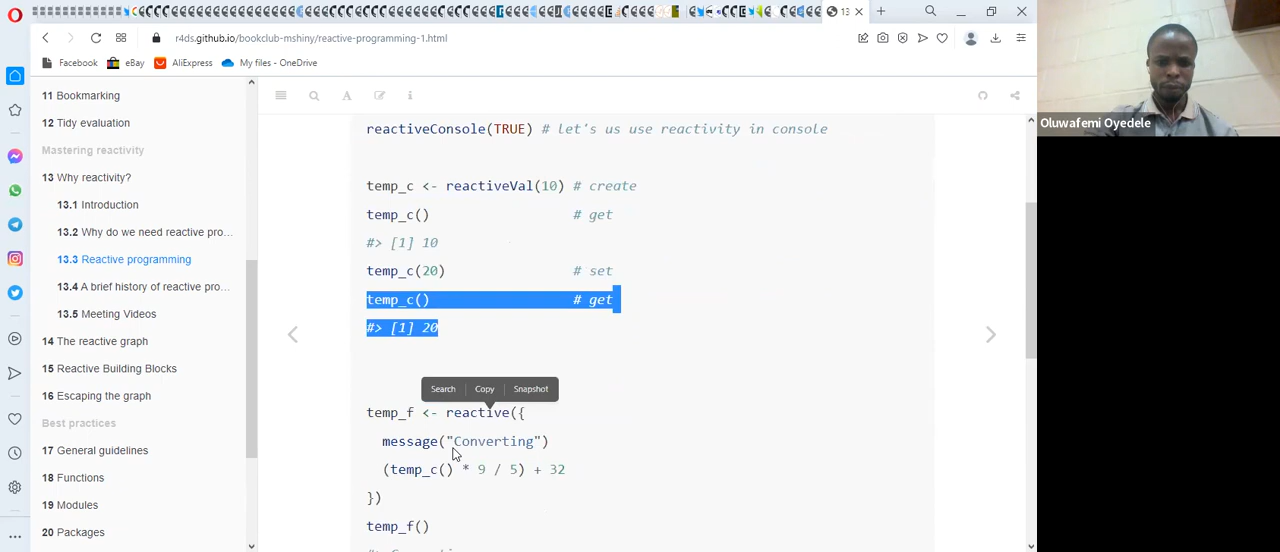 13
r4ds.github.io/bookclub-mshiny/reactive-programming-1.html
Facebook
eBay
AliExpress
My files - OneDrive
11 Bookmarking
12 Tidy evaluation
Mastering reactivity
13 Why reactivity?
13.1 Introduction
13.2 Why do we need reactive pro…
13.3 Reactive programming
13.4 A brief history of reactive pro…
13.5 Meeting Videos
14 The reactive graph
15 Reactive Building Blocks
16 Escaping the graph
Best practices
17 General guidelines
18 Functions
19 Modules
20 Packages
reactiveConsole(TRUE) # let's us use reactivity in console
temp_c <- reactiveVal(10) # create
temp_c() # get
#> [1] 10
temp_c(20) # set
temp_c() # get
#> [1] 20
Search Copy Snapshot
temp_f <- reactive({
message("Converting")
(temp_c() * 9 / 5) + 32
})
temp_f()
Oluwafemi Oyedele